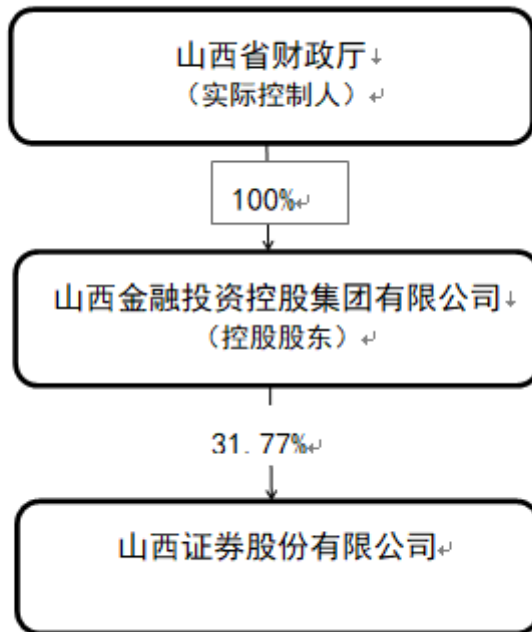 山西省财政厅↓
（实际控制人）↵
100%↵
山西金融投资控股集团有限公司↓
（控股股东）↵
31.77%↵
山西证券股份有限公司↵